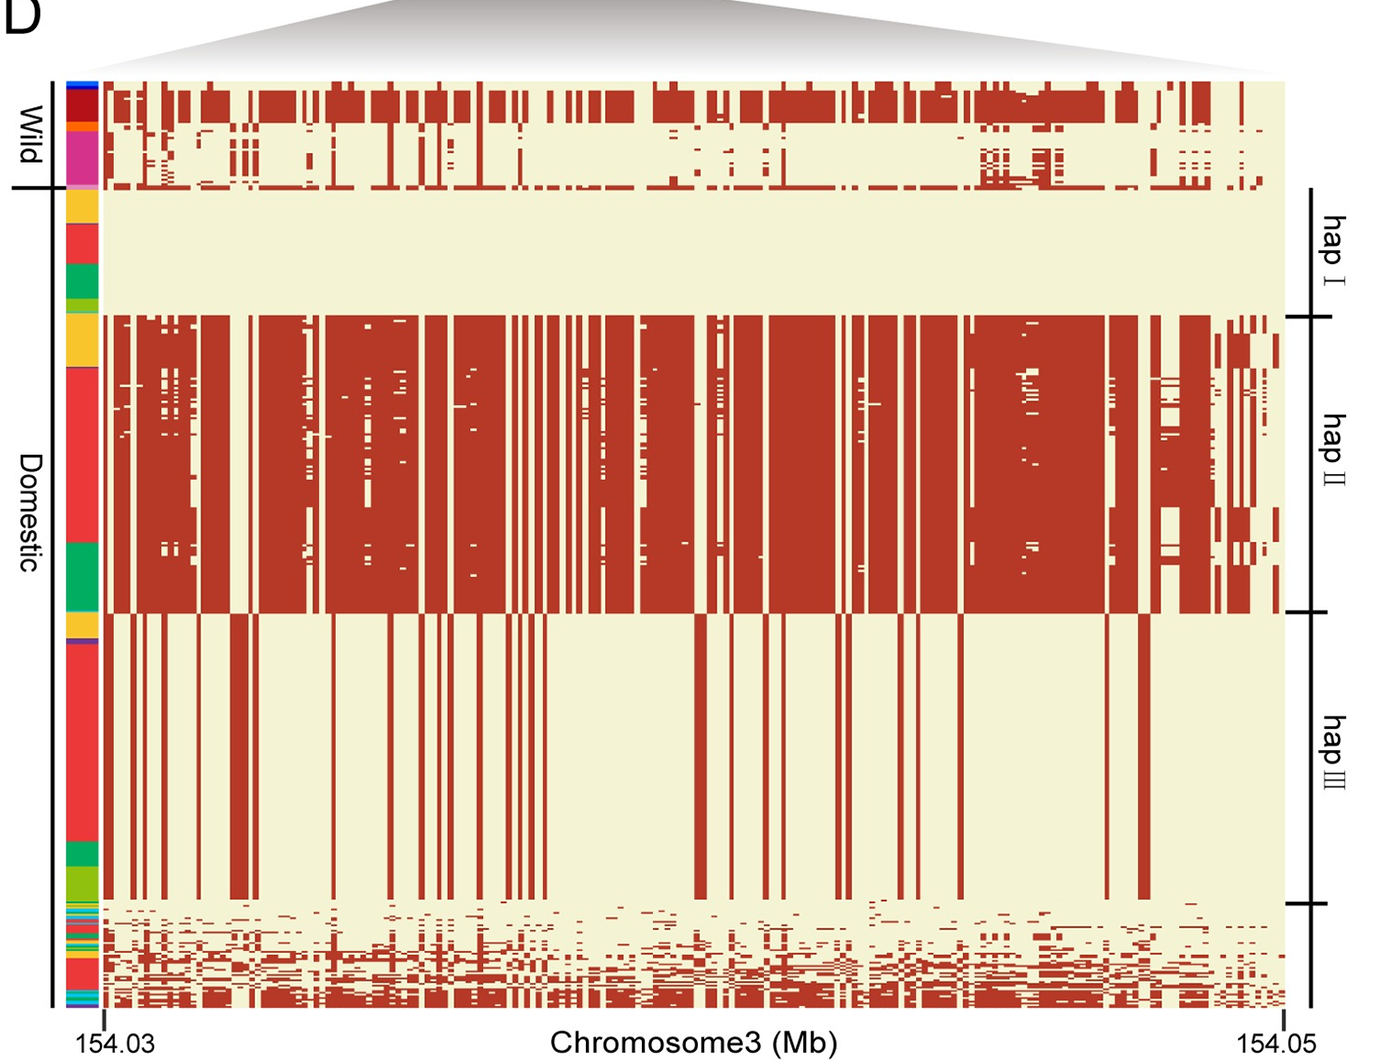 D
Wild
Domestic
hap Ⅰ
hap Ⅱ
hap Ⅲ
154.03
Chromosome3 (Mb)
154.05